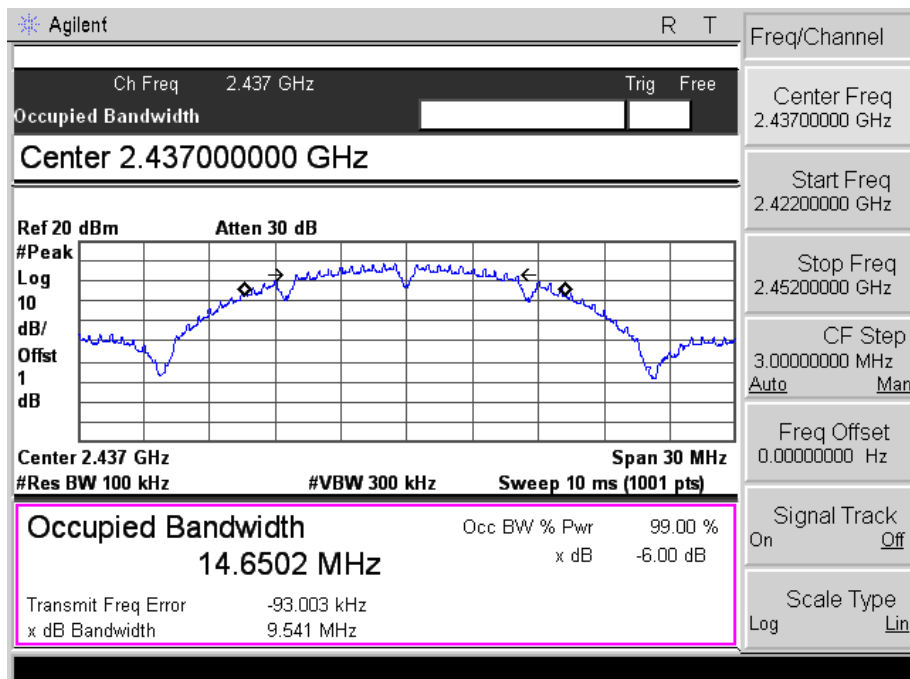 Agilent R T
Ch Freq 2.437 GHz Trig Free
Occupied Bandwidth
Center 2.437000000 GHz
Ref 20 dBm Atten 30 dB
#Peak
Log
10
dB/
Offst
1
dB
Center 2.437 GHz Span 30 MHz
#Res BW 100 kHz #VBW 300 kHz Sweep 10 ms (1001 pts)
Occupied Bandwidth Occ BW % Pwr 99.00 %
14.6502 MHz x dB -6.00 dB
Transmit Freq Error -93.003 kHz
x dB Bandwidth 9.541 MHz
Freq/Channel
Center Freq
2.43700000 GHz
Start Freq
2.42200000 GHz
Stop Freq
2.45200000 GHz
CF Step
3.00000000 MHz
Auto Man
Freq Offset
0.00000000 Hz
Signal Track
On Off
Scale Type
Log Lin